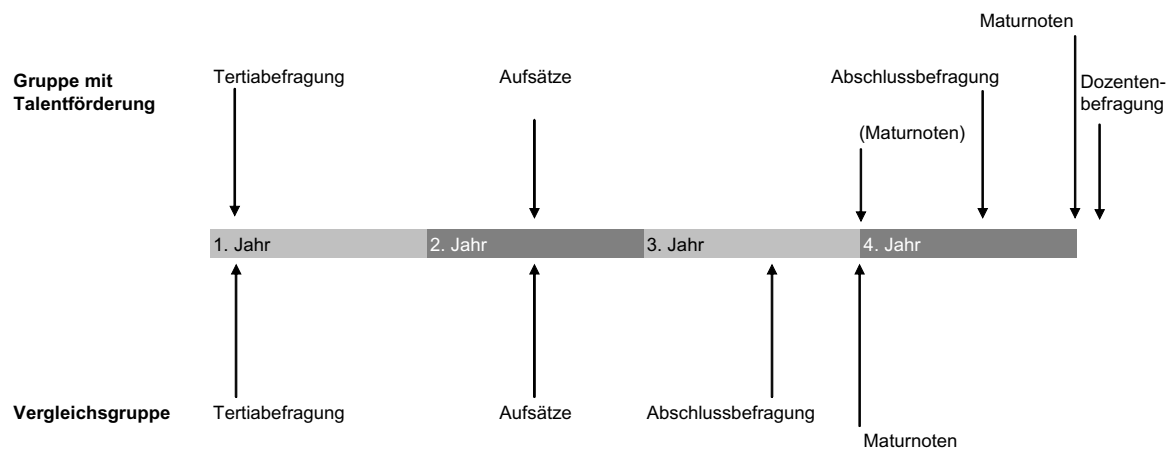 Maturnoten
Gruppe mit
Talentförderung
Tertiabefragung
Aufsätze
Abschlussbefragung
Dozenten-
befragung
(Maturnoten)
1. Jahr
2. Jahr
3. Jahr
4. Jahr
Vergleichsgruppe
Tertiabefragung
Aufsätze
Abschlussbefragung
Maturnoten